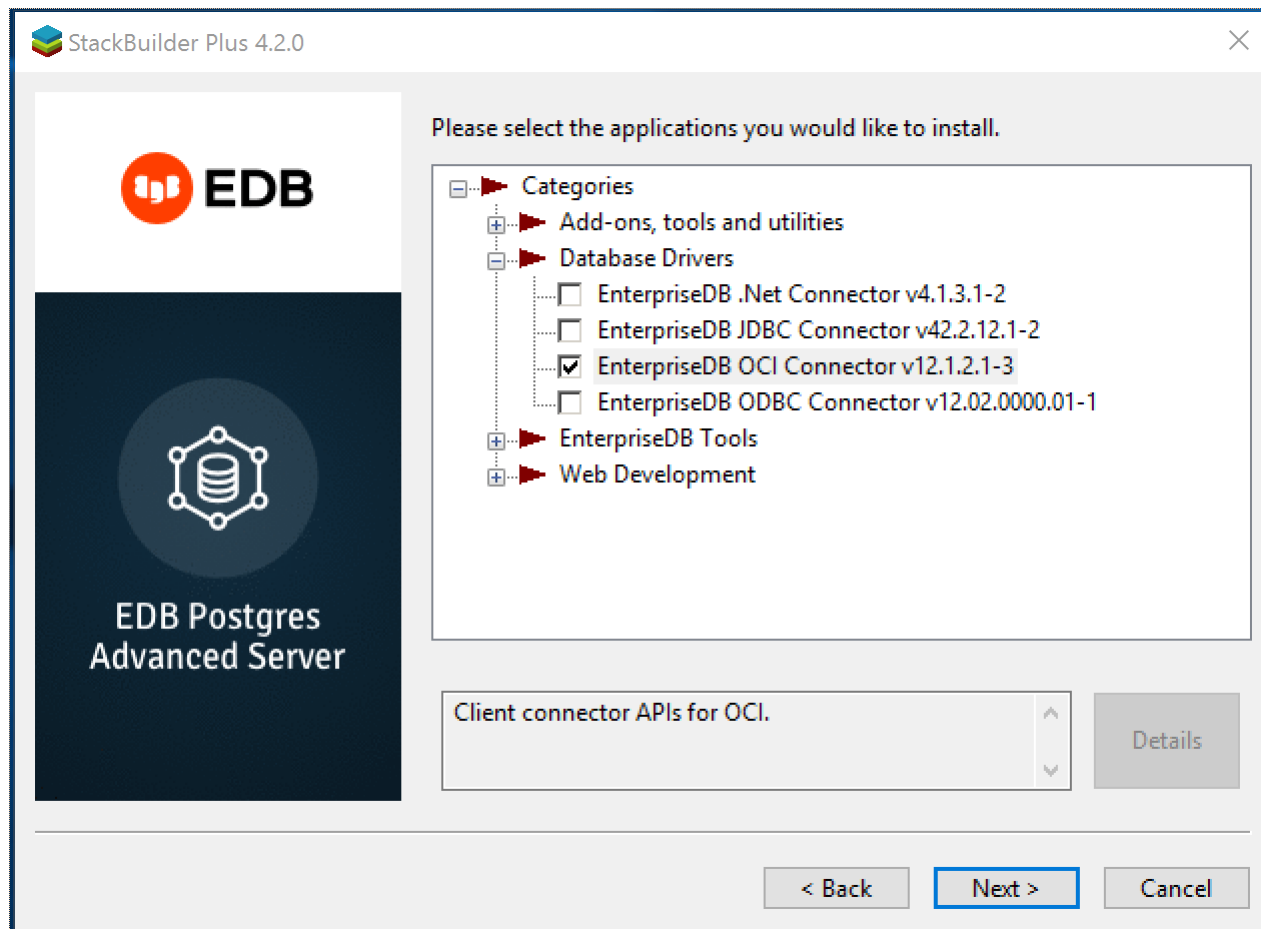 StackBuilder Plus 4.2.0
EDB
EDB Postgres
Advanced Server
Please select the applications you would like to install.
Categories
Add-ons, tools and utilities
Database Drivers
EnterpriseDB .Net Connector v4.1.3.1-2
EnterpriseDB JDBC Connector v42.2.12.1-2
EnterpriseDB OCI Connector v12.1.2.1-3
EnterpriseDB ODBC Connector v12.02.0000.01-1
EnterpriseDB Tools
Web Development
Client connector APIs for OCI.
Details
< Back
Next >
Cancel